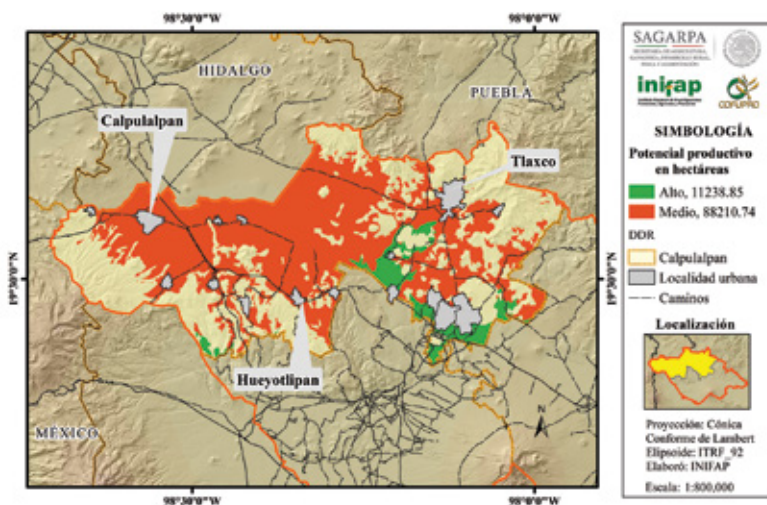 98°30'0"W
98°0'0"W
HIDALGO
PUEBLA
Calpulalpan
Tlaxco
19°30'0"N
19°30'0"N
Hueyotlipan
MÉXICO
N
98°30'0"W
98°0'0"W
SAGARPA
inifap
COFUPRO
SIMBOLOGÍA
Potencial productivo
en hectáreas
Alto, 11238.85
Medio, 88210.74
DDR
Calpulalpan
Localidad urbana
Caminos
Localización
Proyección: Cónica
Conforme de Lambert
Elipsoide: ITRF_92
Elaboró: INIFAP
Escala: 1:800,000